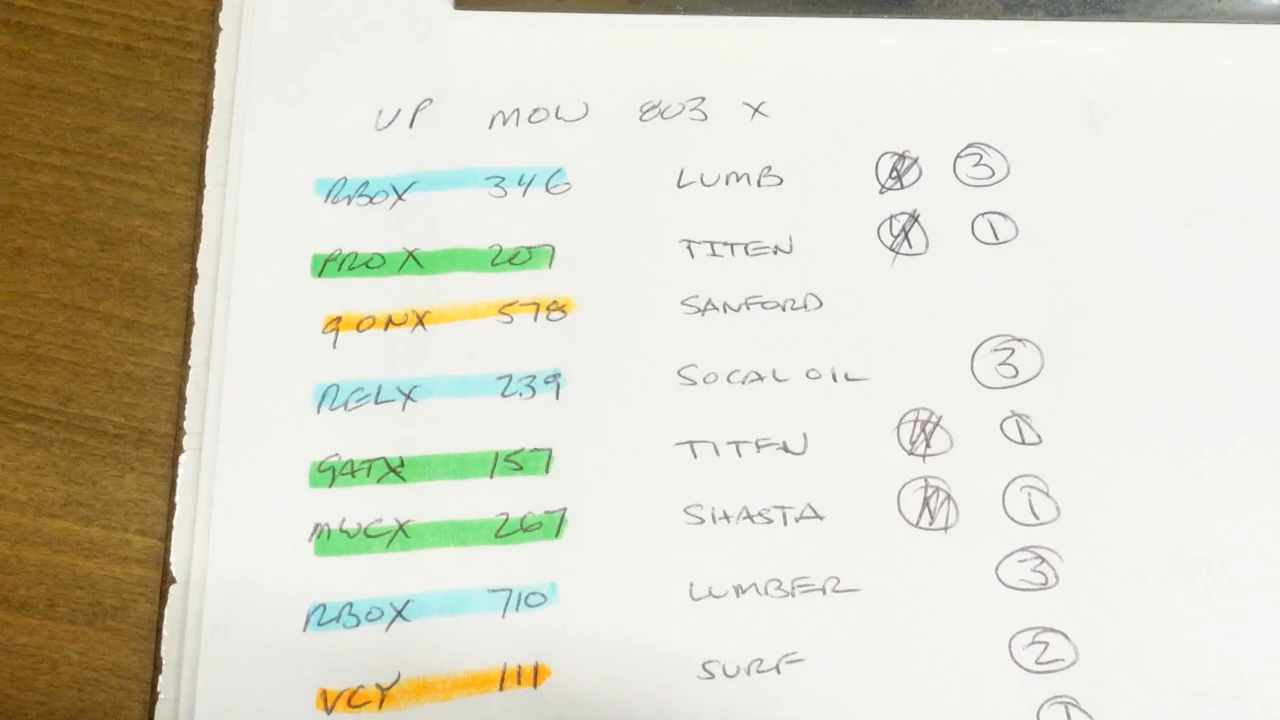 UP MOW 803 X
RBOX 346 LUMB 3
PROX 207 TITEN 1
GONX 578 SANFORD
RELX 239 SOCAL OIL 3
GATX 157 TITEN 1
MWCX 267 SHASTA 1
RBOX 710 LUMBER 3
VCY 111 SURF 2
1